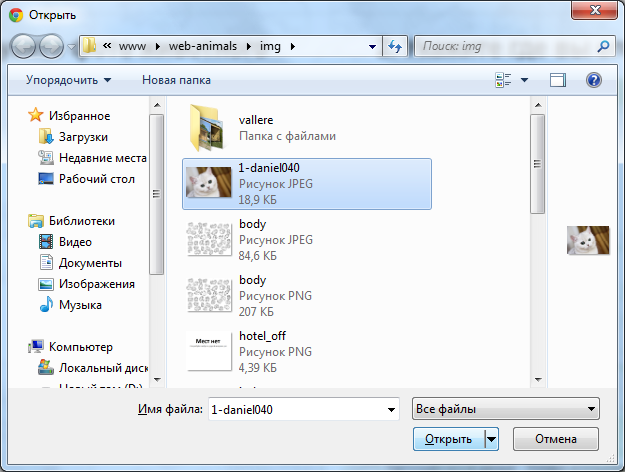 Открыть
« www ▸ web-animals ▸ img ▸
Поиск: img
Упорядочить
Новая папка
Избранное
Загрузки
Недавние места
Рабочий стол
Библиотеки
Видео
Документы
Изображения
Музыка
Компьютер
Локальный диск
vallere
Папка с файлами
1-daniel040
Рисунок JPEG
18,9 КБ
body
Рисунок JPEG
84,6 КБ
body
Рисунок PNG
207 КБ
Мест нет
hotel_off
Рисунок PNG
4,39 КБ
Имя файла:
1-daniel040
Все файлы
Открыть
Отмена